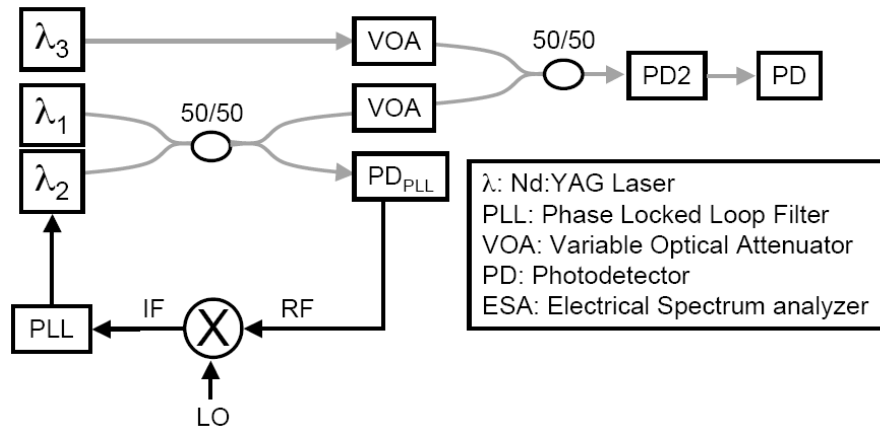 λ3
VOA
50/50
PD2
PD
λ1
50/50
VOA
λ2
PDPLL
λ: Nd:YAG Laser
PLL: Phase Locked Loop Filter
VOA: Variable Optical Attenuator
PD: Photodetector
ESA: Electrical Spectrum analyzer
PLL
IF
X
RF
LO